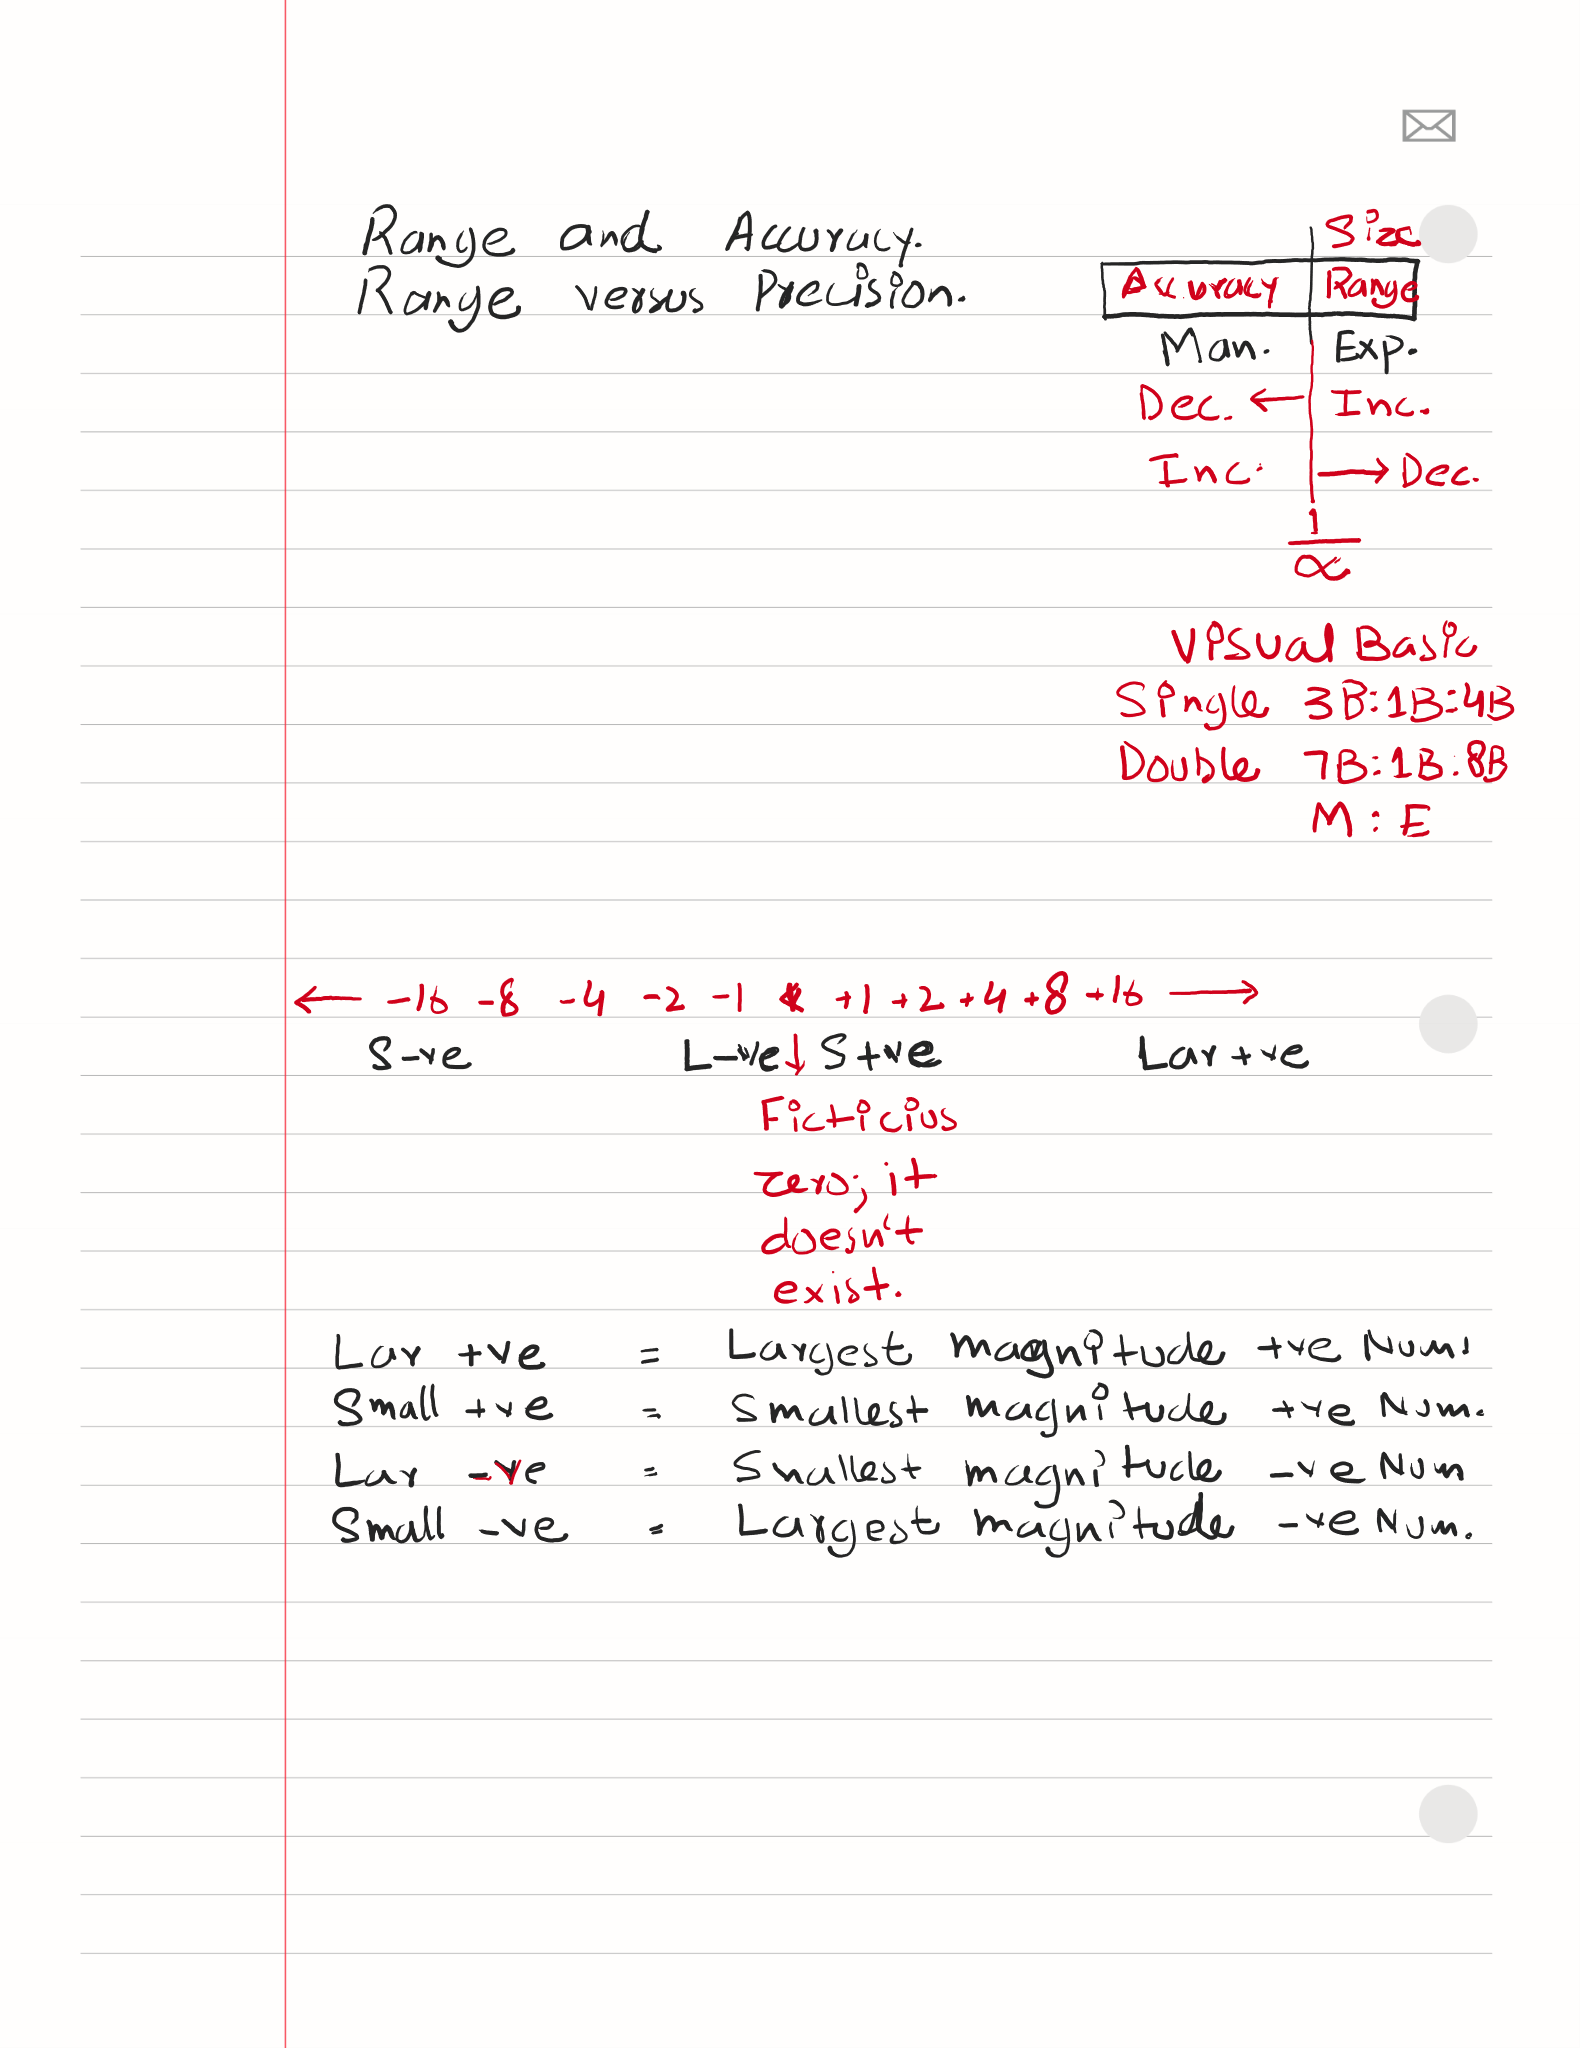 Range and Accuracy.
Range versus Precision.
Size
Accuracy Range
Man. Exp.
Dec. ← Inc.
Inc. → Dec.
1
∝
Visual Basic
Single 3B:1B:4B
Double 7B:1B:8B
M : E
← -16 -8 -4 -2 -1 +1 +2 +4 +8 +16 →
S -ve L -ve ↓ S +ve Lar +ve
Ficticius
zero; it
doesn't
exist.
Lar +ve = Largest magnitude +ve Num.
Small +ve = Smallest magnitude +ve Num.
Lar -ve = Smallest magnitude -ve Num
Small -ve = Largest magnitude -ve Num.